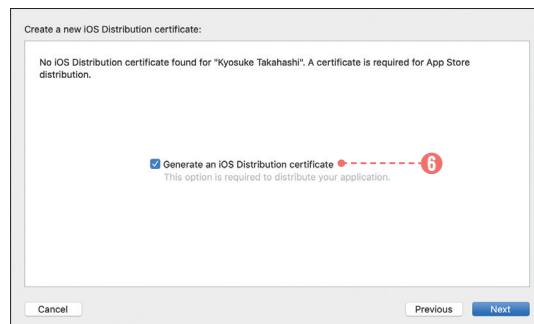 Create a new iOS Distribution certificate:
No iOS Distribution certificate found for "Kyosuke Takahashi". A certificate is required for App Store
distribution.
Generate an iOS Distribution certificate
6
This option is required to distribute your application.
Cancel
Previous
Next